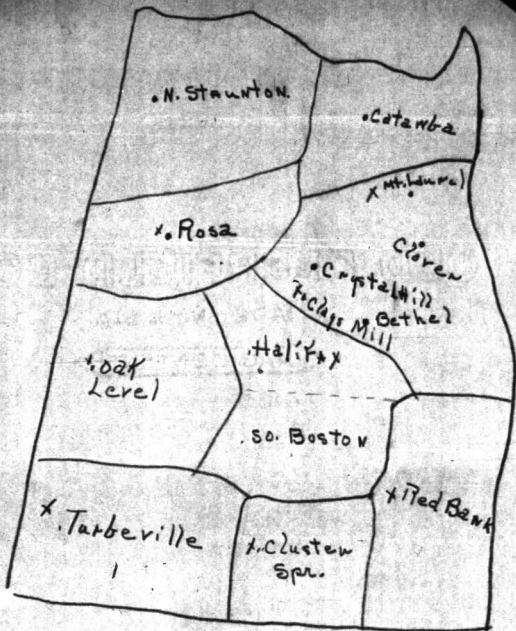 N. STAUNTON.
Catawba
x Mt. Laurel
x. Rosa
Cloren
Crystal Hill
x Clays Mill
Bethel
Halifax
x. Oak
Level
so. Boston
x Red Bank
x. Turbeville
1
x. Cluster
Spr.